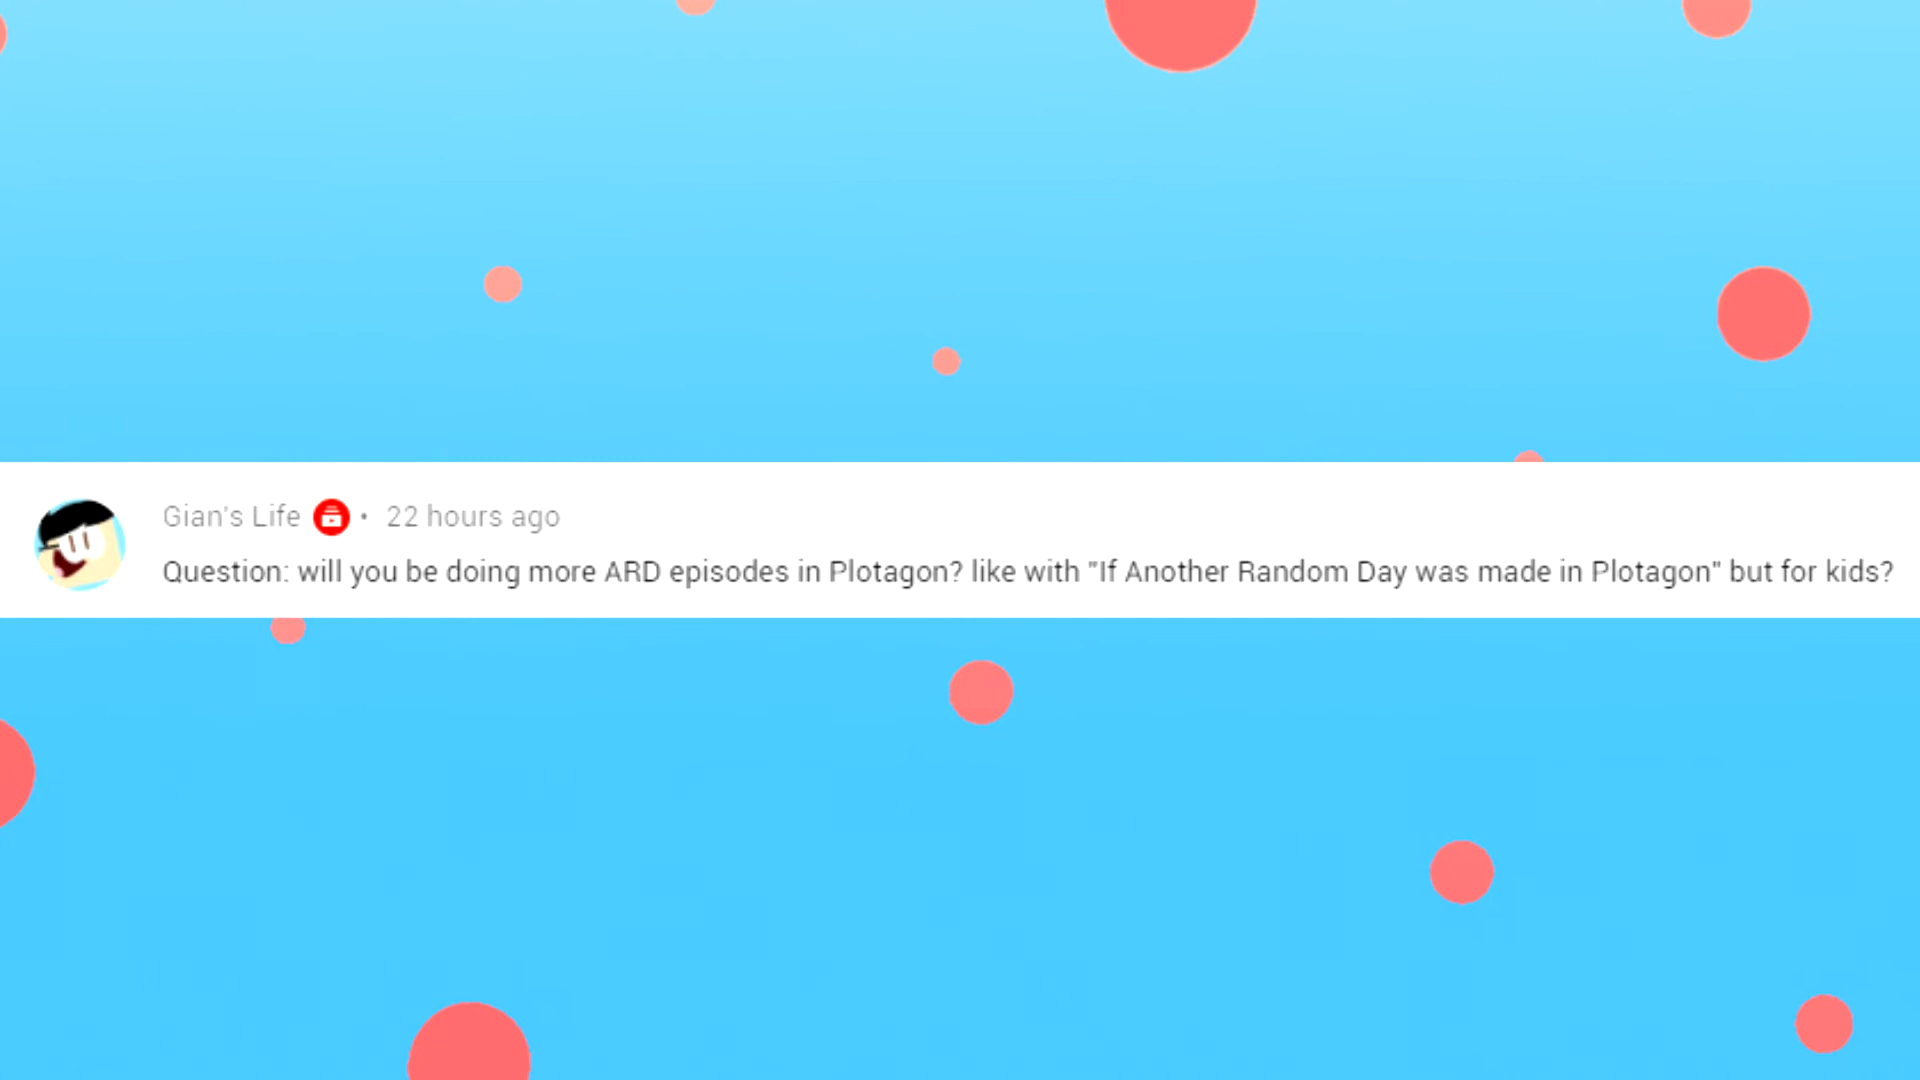 Gian's Life • 22 hours ago
Question: will you be doing more ARD episodes in Plotagon? like with "If Another Random Day was made in Plotagon" but for kids?